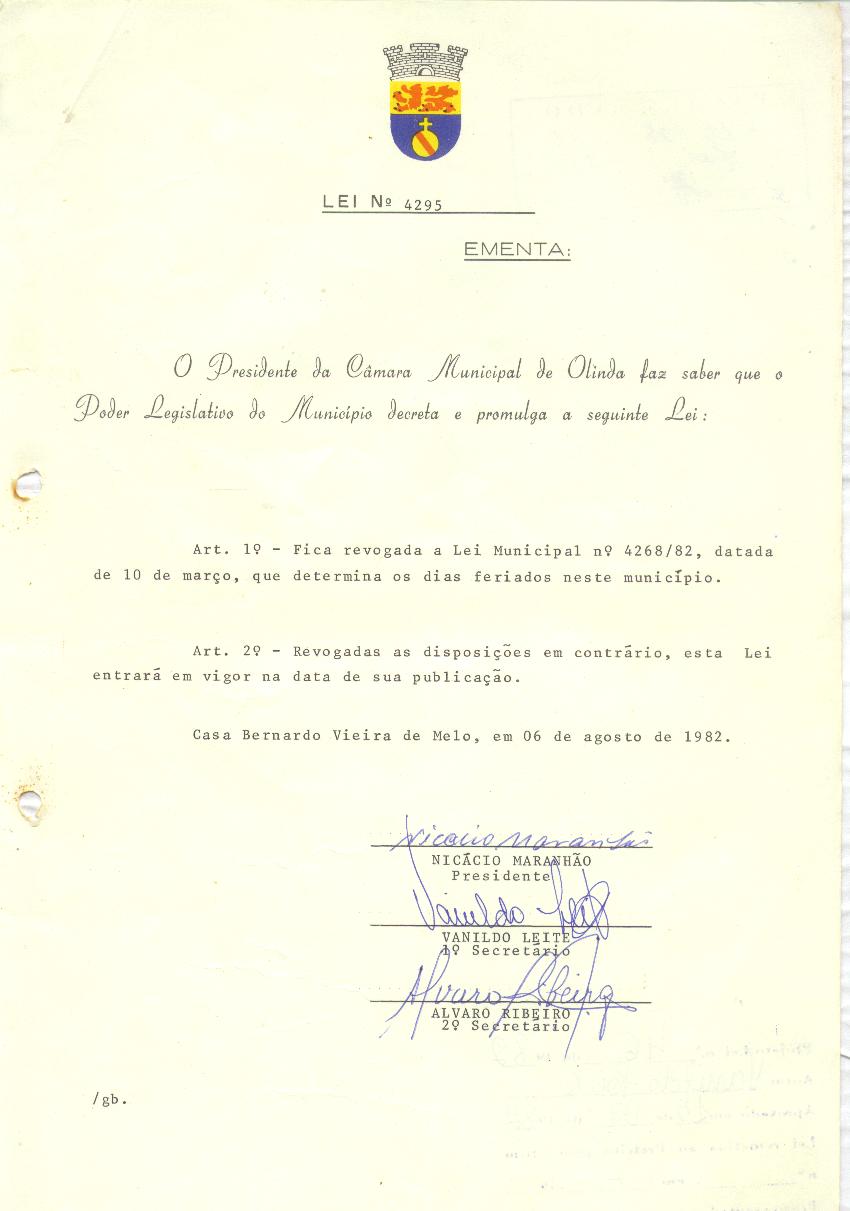 LEI Nº 4295
EMENTA:
O Presidente da Câmara Municipal de Olinda faz saber que o
Poder Legislativo do Município decreta e promulga a seguinte Lei:
Art. 1º - Fica revogada a Lei Municipal nº 4268/82, datada
de 10 de março, que determina os dias feriados neste município.
Art. 2º - Revogadas as disposições em contrário, esta Lei
entrará em vigor na data de sua publicação.
Casa Bernardo Vieira de Melo, em 06 de agosto de 1982.
Nicácio Maranhão
NICÁCIO MARANHÃO
Presidente
Vanildo Leite
VANILDO LEITE
1º Secretário
Alvaro Ribeiro
ALVARO RIBEIRO
2º Secretário
/gb.